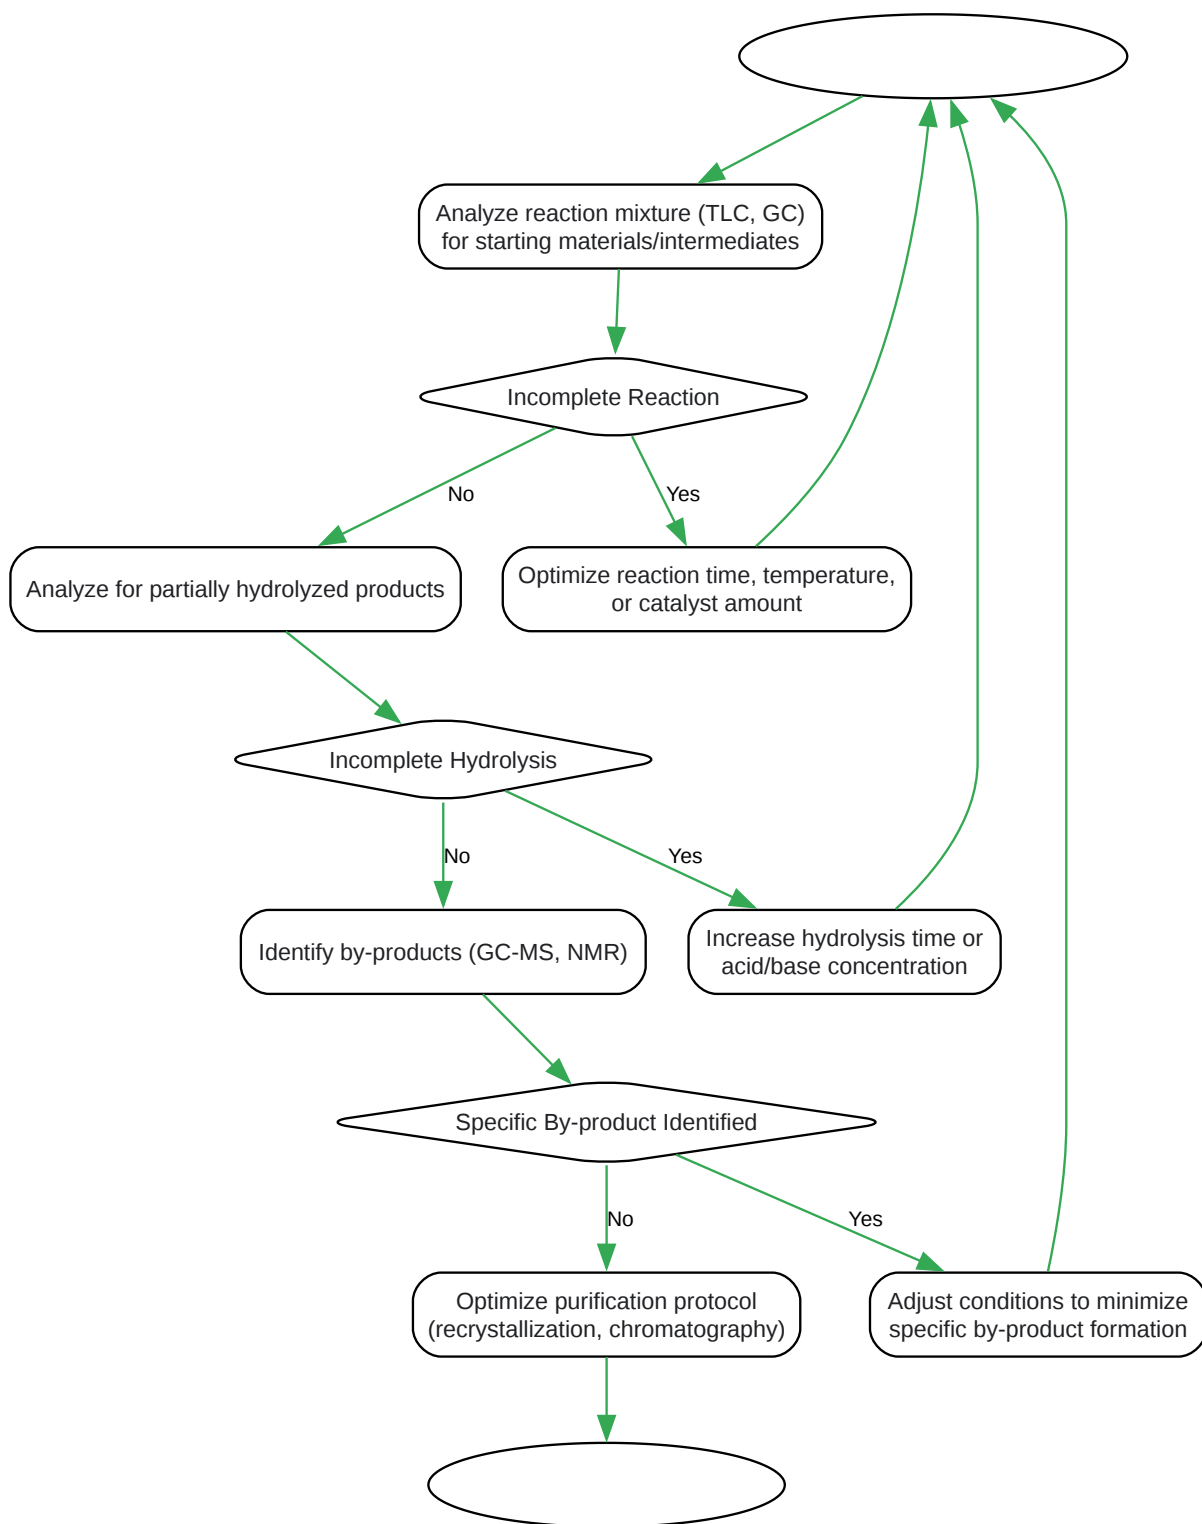 Analyze reaction mixture (TLC, GC)
for starting materials/intermediates
Incomplete Reaction
No
Yes
Analyze for partially hydrolyzed products
Optimize reaction time, temperature,
or catalyst amount
Incomplete Hydrolysis
No
Yes
Identify by-products (GC-MS, NMR)
Increase hydrolysis time or
acid/base concentration
Specific By-product Identified
No
Yes
Optimize purification protocol
(recrystallization, chromatography)
Adjust conditions to minimize
specific by-product formation